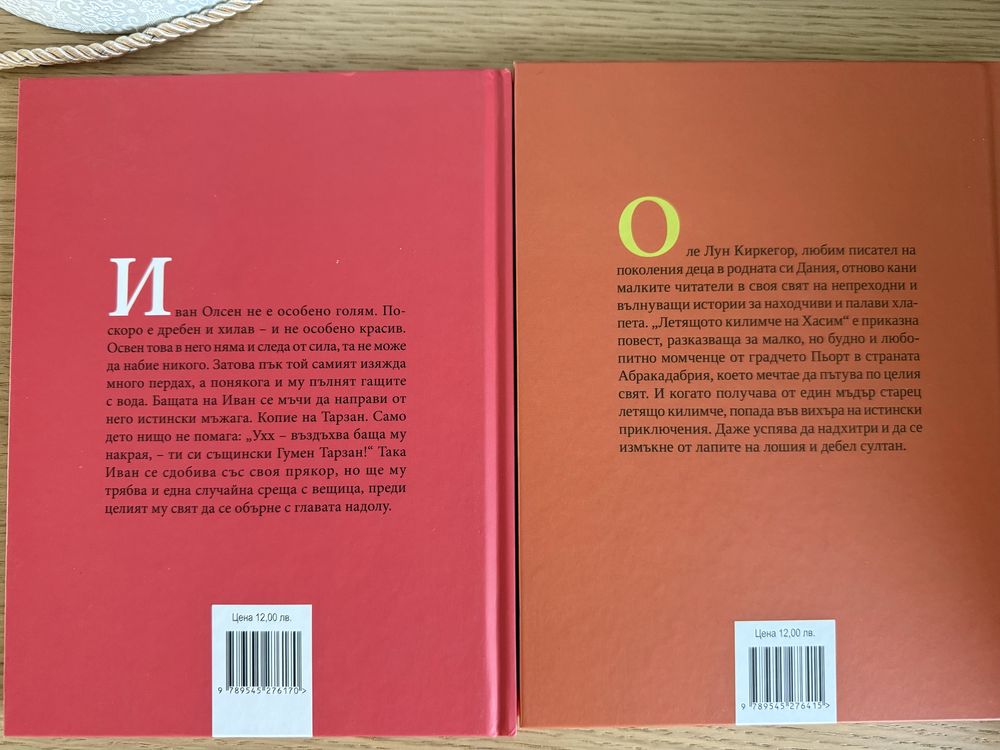 Иван Олсен не е особено голям. По-
скоро е дребен и хилав – и не особено красив.
Освен това в него няма и следа от сила, та не може
да набие никого. Затова пък той самият изяжда
много пердах, а понякога и му пълнят гащите
с вода. Бащата на Иван се мъчи да направи от
него истински мъжага. Копие на Тарзан. Само
дето нищо не помага: „Ухх – въздъхва баща му
накрая, – ти си същински Гумен Тарзан!“ Така
Иван се сдобива със своя прякор, но ще му
трябва и една случайна среща с вещица, преди
целият му свят да се обърне с главата надолу.
Цена 12,00 лв.
9 789545 276170 >
Оле Лун Киркегор, любим писател на
поколения деца в родната си Дания, отново кани
малките читатели в своя свят на непреходни и
вълнуващи истории за находчиви и палави хла-
пета. „Летящото килимче на Хасим“ е приказна
повест, разказваща за малко, но будно и любо-
питно момченце от градчето Пьорт в страната
Абракадабрия, което мечтае да пътува по целия
свят. И когато получава от един мъдър старец
летящо килимче, попада във вихъра на истински
приключения. Даже успява да надхитри и да се
измъкне от лапите на лошия и дебел султан.
Цена 12,00 лв.
9 789545 276415 >